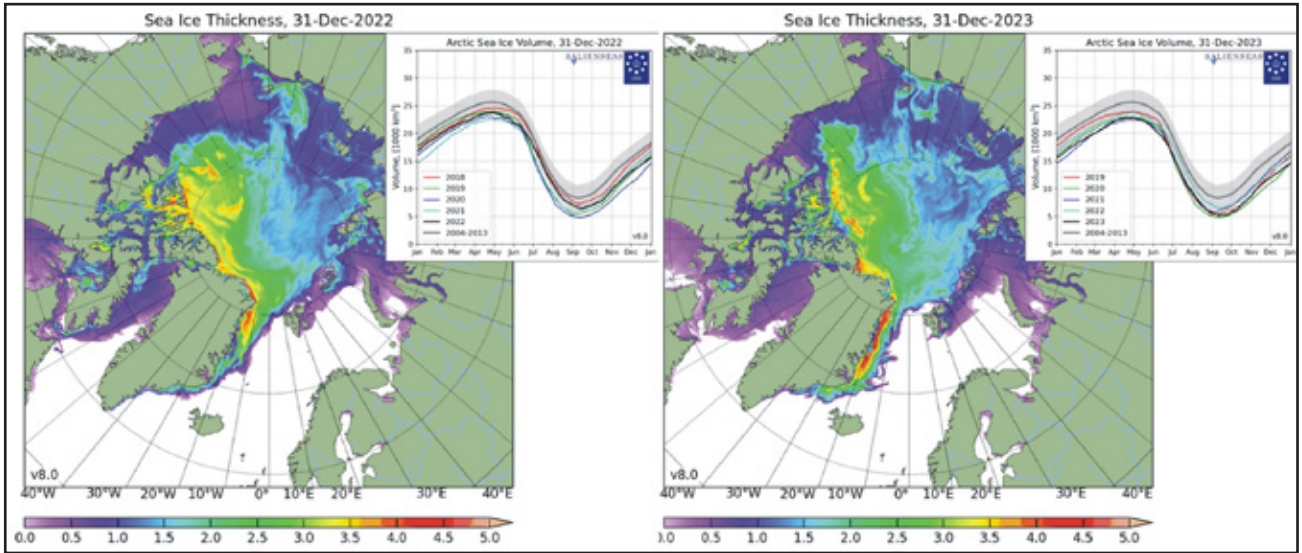 Sea Ice Thickness, 31-Dec-2022
Arctic Sea Ice Volume, 31-Dec-2022
Volume, [1000 km³]
35
30
25
20
15
10
5
0
2018
2019
2020
2021
2022
2004-2013
v8.0
Jan Feb Mar Apr May Jun Jul Aug Sep Oct Nov Dec Jan
v8.0
40°W 30°W 20°W 10°W 0° 10°E 20°E 30°E 40°E
0.0 0.5 1.0 1.5 2.0 2.5 3.0 3.5 4.0 4.5 5.0
Sea Ice Thickness, 31-Dec-2023
Arctic Sea Ice Volume, 31-Dec-2023
Volume, [1000 km³]
35
30
25
20
15
10
5
0
2019
2020
2021
2022
2023
2004-2013
v8.0
Jan Feb Mar Apr May Jun Jul Aug Sep Oct Nov Dec Jan
v8.0
40°W 30°W 20°W 10°W 0° 10°E 20°E 30°E 40°E
0.5 1.0 1.5 2.0 2.5 3.0 3.5 4.0 4.5 5.0